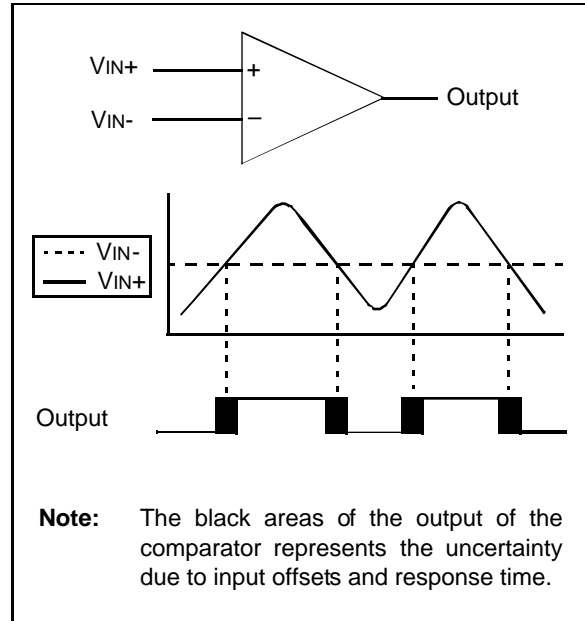 VIN+
+
Output
VIN-
–
VIN-
VIN+
Output
Note: The black areas of the output of the
comparator represents the uncertainty
due to input offsets and response time.